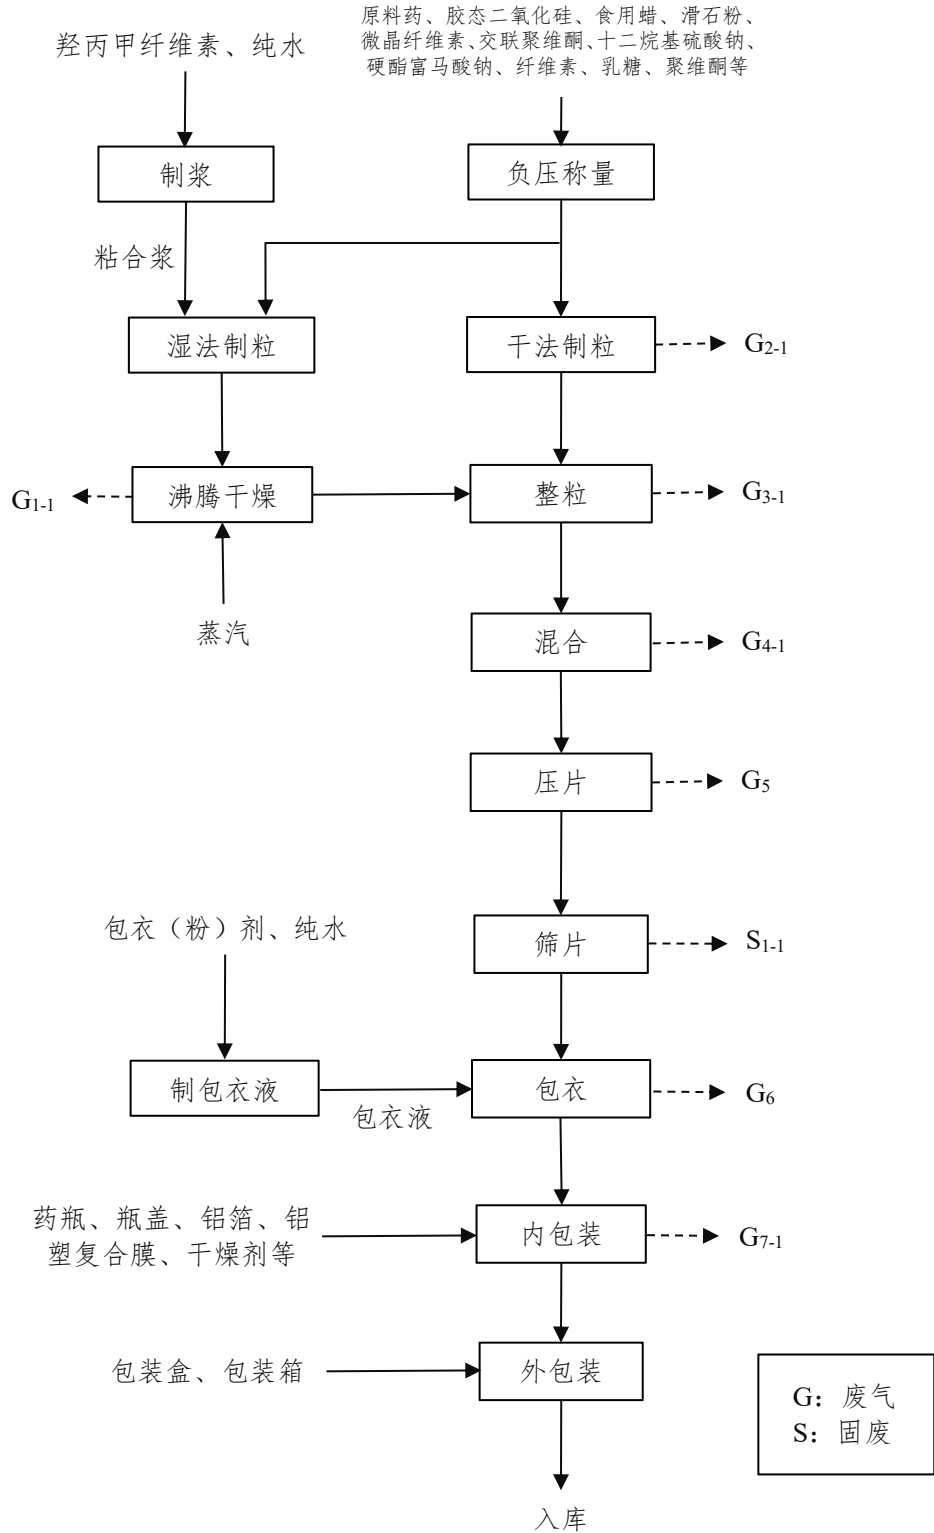 原料药、胶态二氧化硅、食用蜡、滑石粉、
微晶纤维素、交联聚维酮、十二烷基硫酸钠、
硬酯富马酸钠、纤维素、乳糖、聚维酮等
羟丙甲纤维素、纯水
制浆
负压称量
粘合浆
湿法制粒
干法制粒
G2-1
G1-1
沸腾干燥
整粒
G3-1
蒸汽
混合
G4-1
压片
G5
包衣（粉）剂、纯水
筛片
S1-1
制包衣液
包衣液
包衣
G6
药瓶、瓶盖、铝箔、铝
塑复合膜、干燥剂等
内包装
G7-1
包装盒、包装箱
外包装
G：废气
S：固废
入库